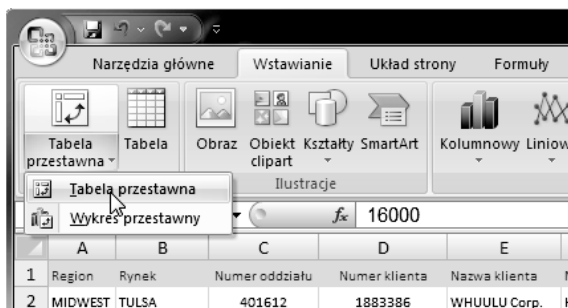 Narzędzia główne Wstawianie Układ strony Formuły
Tabela przestawna Tabela Obraz Obiekt clipart Kształty SmartArt Kolumnowy Liniow
Ilustracje
Tabela przestawna
Wykres przestawny
fx 16000
A B C D E
1 Region Rynek Numer oddziału Numer klienta Nazwa klienta
2 MIDWEST TULSA 401612 1883386 WHUULU Corp.